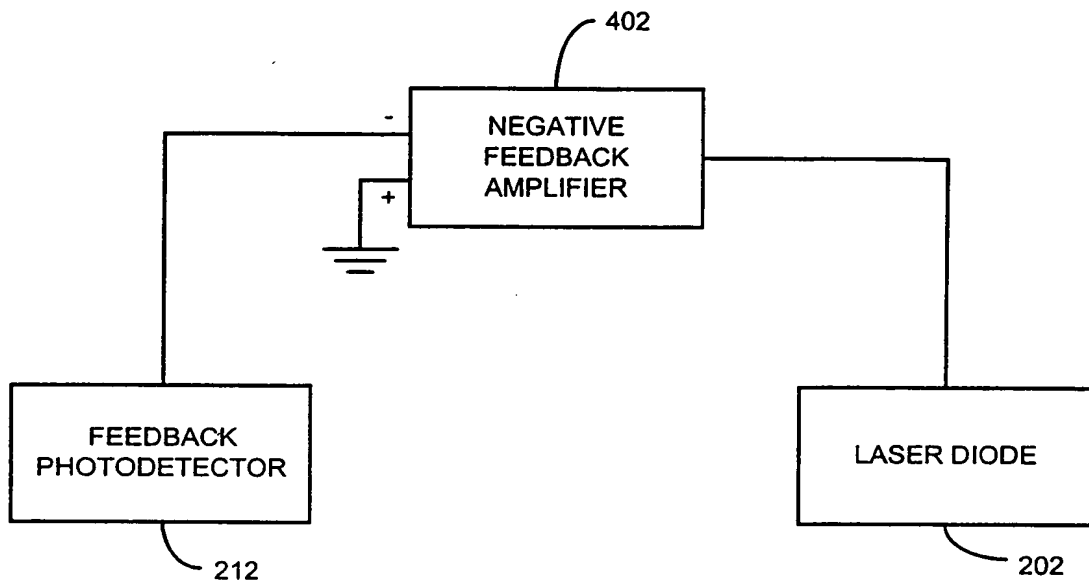 402
-
NEGATIVE
FEEDBACK
AMPLIFIER
+
FEEDBACK
PHOTODETECTOR
LASER DIODE
212
202